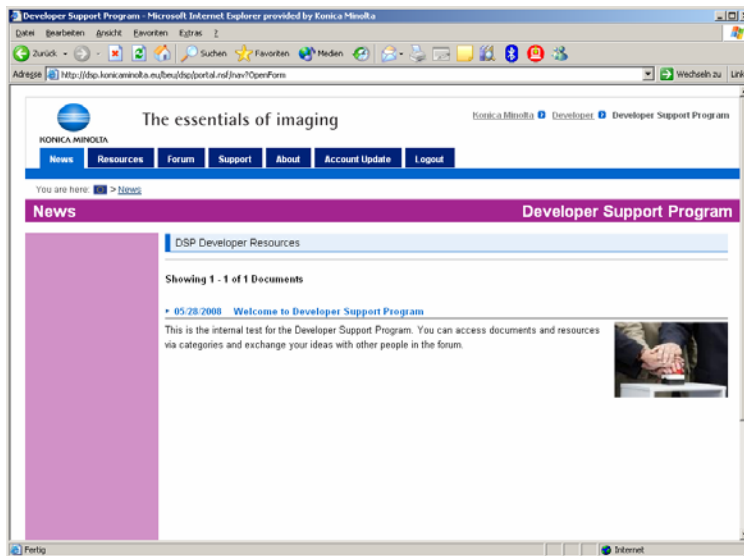 Developer Support Program - Microsoft Internet Explorer provided by Konica Minolta
Datei Bearbeiten Ansicht Favoriten Extras ?
Zurück Suchen Favoriten Medien
Adresse http://dsp.konicaminolta.eu/beu/dsp/portal.nsf/nav?OpenForm Wechseln zu Link
KONICA MINOLTA
The essentials of imaging
Konica Minolta Developer Developer Support Program
News Resources Forum Support About Account Update Logout
You are here: > News
News Developer Support Program
DSP Developer Resources
Showing 1 - 1 of 1 Documents
05/28/2008 Welcome to Developer Support Program
This is the internal test for the Developer Support Program. You can access documents and resources
via categories and exchange your ideas with other people in the forum.
Fertig Internet